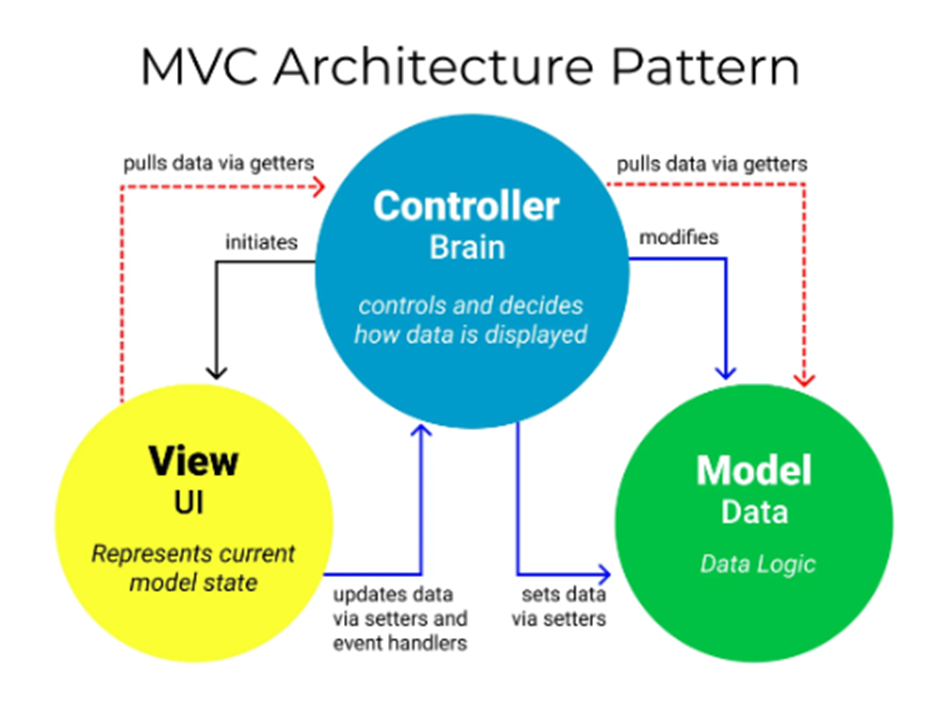 MVC Architecture Pattern
pulls data via getters
pulls data via getters
Controller
Brain
initiates
modifies
controls and decides
how data is displayed
View
UI
Represents current
model state
Model
Data
Data Logic
updates data
via setters and
event handlers
sets data
via setters